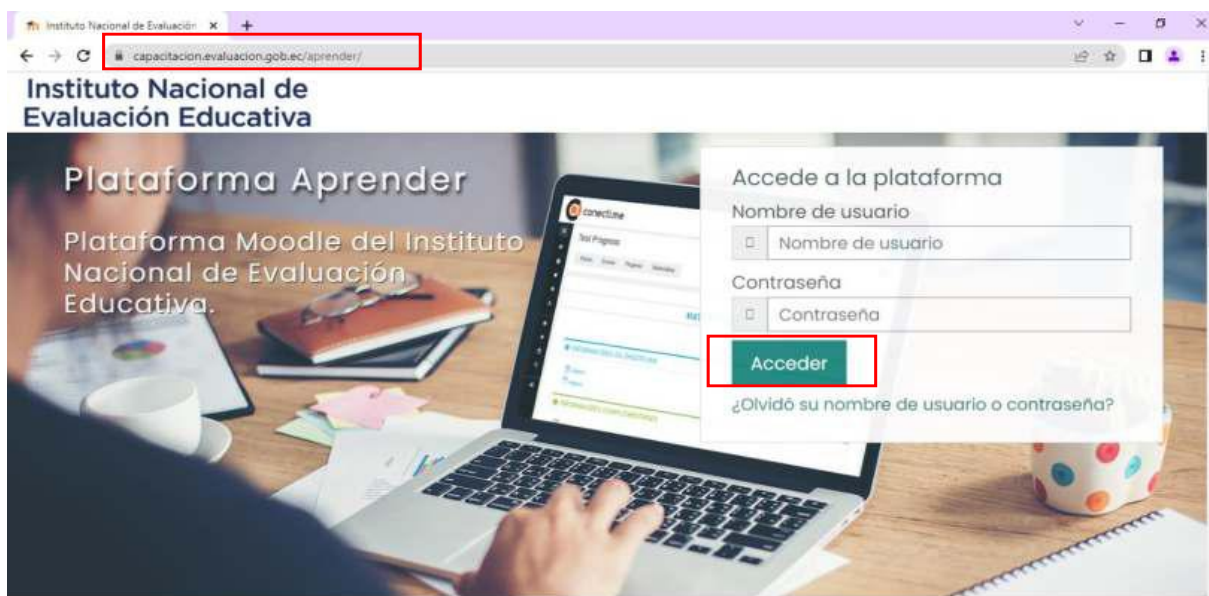 Instituto Nacional de Evaluación
capacitacion.evaluacion.gob.ec/aprender/
Instituto Nacional de
Evaluación Educativa
Plataforma Aprender
Plataforma Moodle del Instituto
Nacional de Evaluación
Educativa.
conectime
Accede a la plataforma
Nombre de usuario
Nombre de usuario
Contraseña
Contraseña
Acceder
¿Olvidó su nombre de usuario o contraseña?